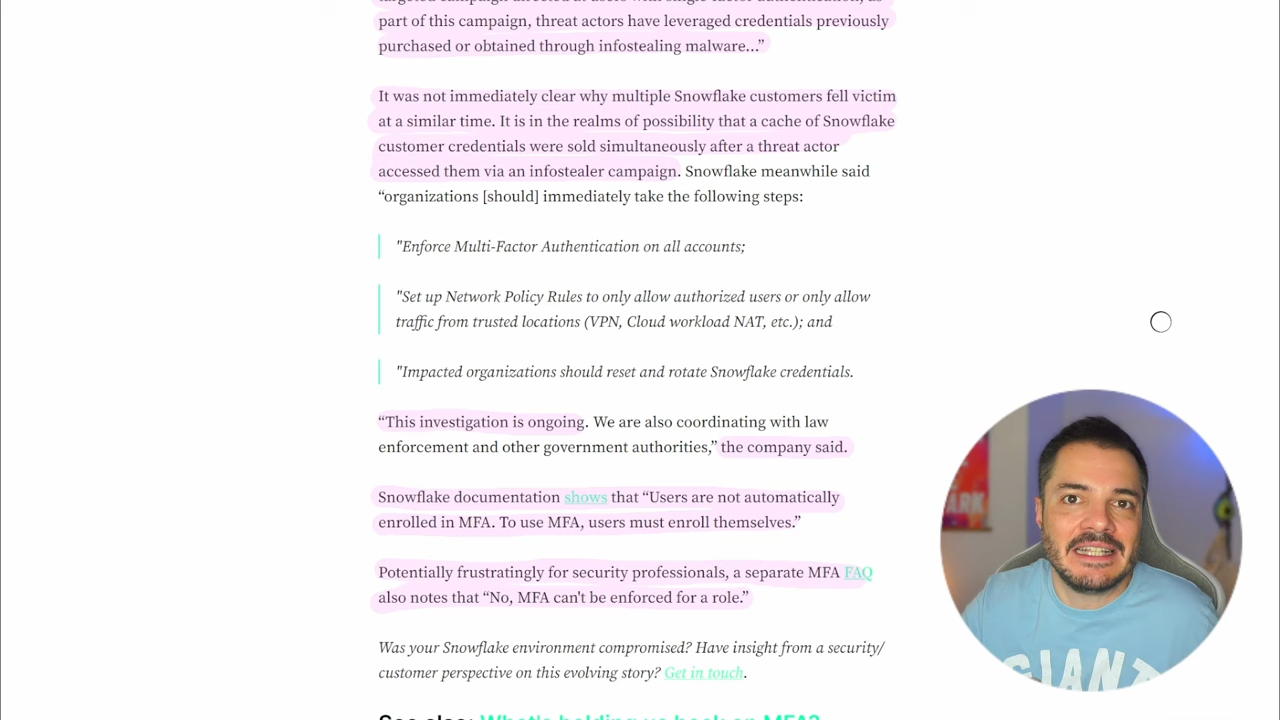 part of this campaign, threat actors have leveraged credentials previously
purchased or obtained through infostealing malware...”
It was not immediately clear why multiple Snowflake customers fell victim
at a similar time. It is in the realms of possibility that a cache of Snowflake
customer credentials were sold simultaneously after a threat actor
accessed them via an infostealer campaign. Snowflake meanwhile said
“organizations [should] immediately take the following steps:
"Enforce Multi-Factor Authentication on all accounts;
"Set up Network Policy Rules to only allow authorized users or only allow
traffic from trusted locations (VPN, Cloud workload NAT, etc.); and
"Impacted organizations should reset and rotate Snowflake credentials.
“This investigation is ongoing. We are also coordinating with law
enforcement and other government authorities,” the company said.
Snowflake documentation shows that “Users are not automatically
enrolled in MFA. To use MFA, users must enroll themselves.”
Potentially frustratingly for security professionals, a separate MFA FAQ
also notes that “No, MFA can't be enforced for a role.”
Was your Snowflake environment compromised? Have insight from a security/
customer perspective on this evolving story? Get in touch.
See also: What's holding us back on MFA?
GIANT